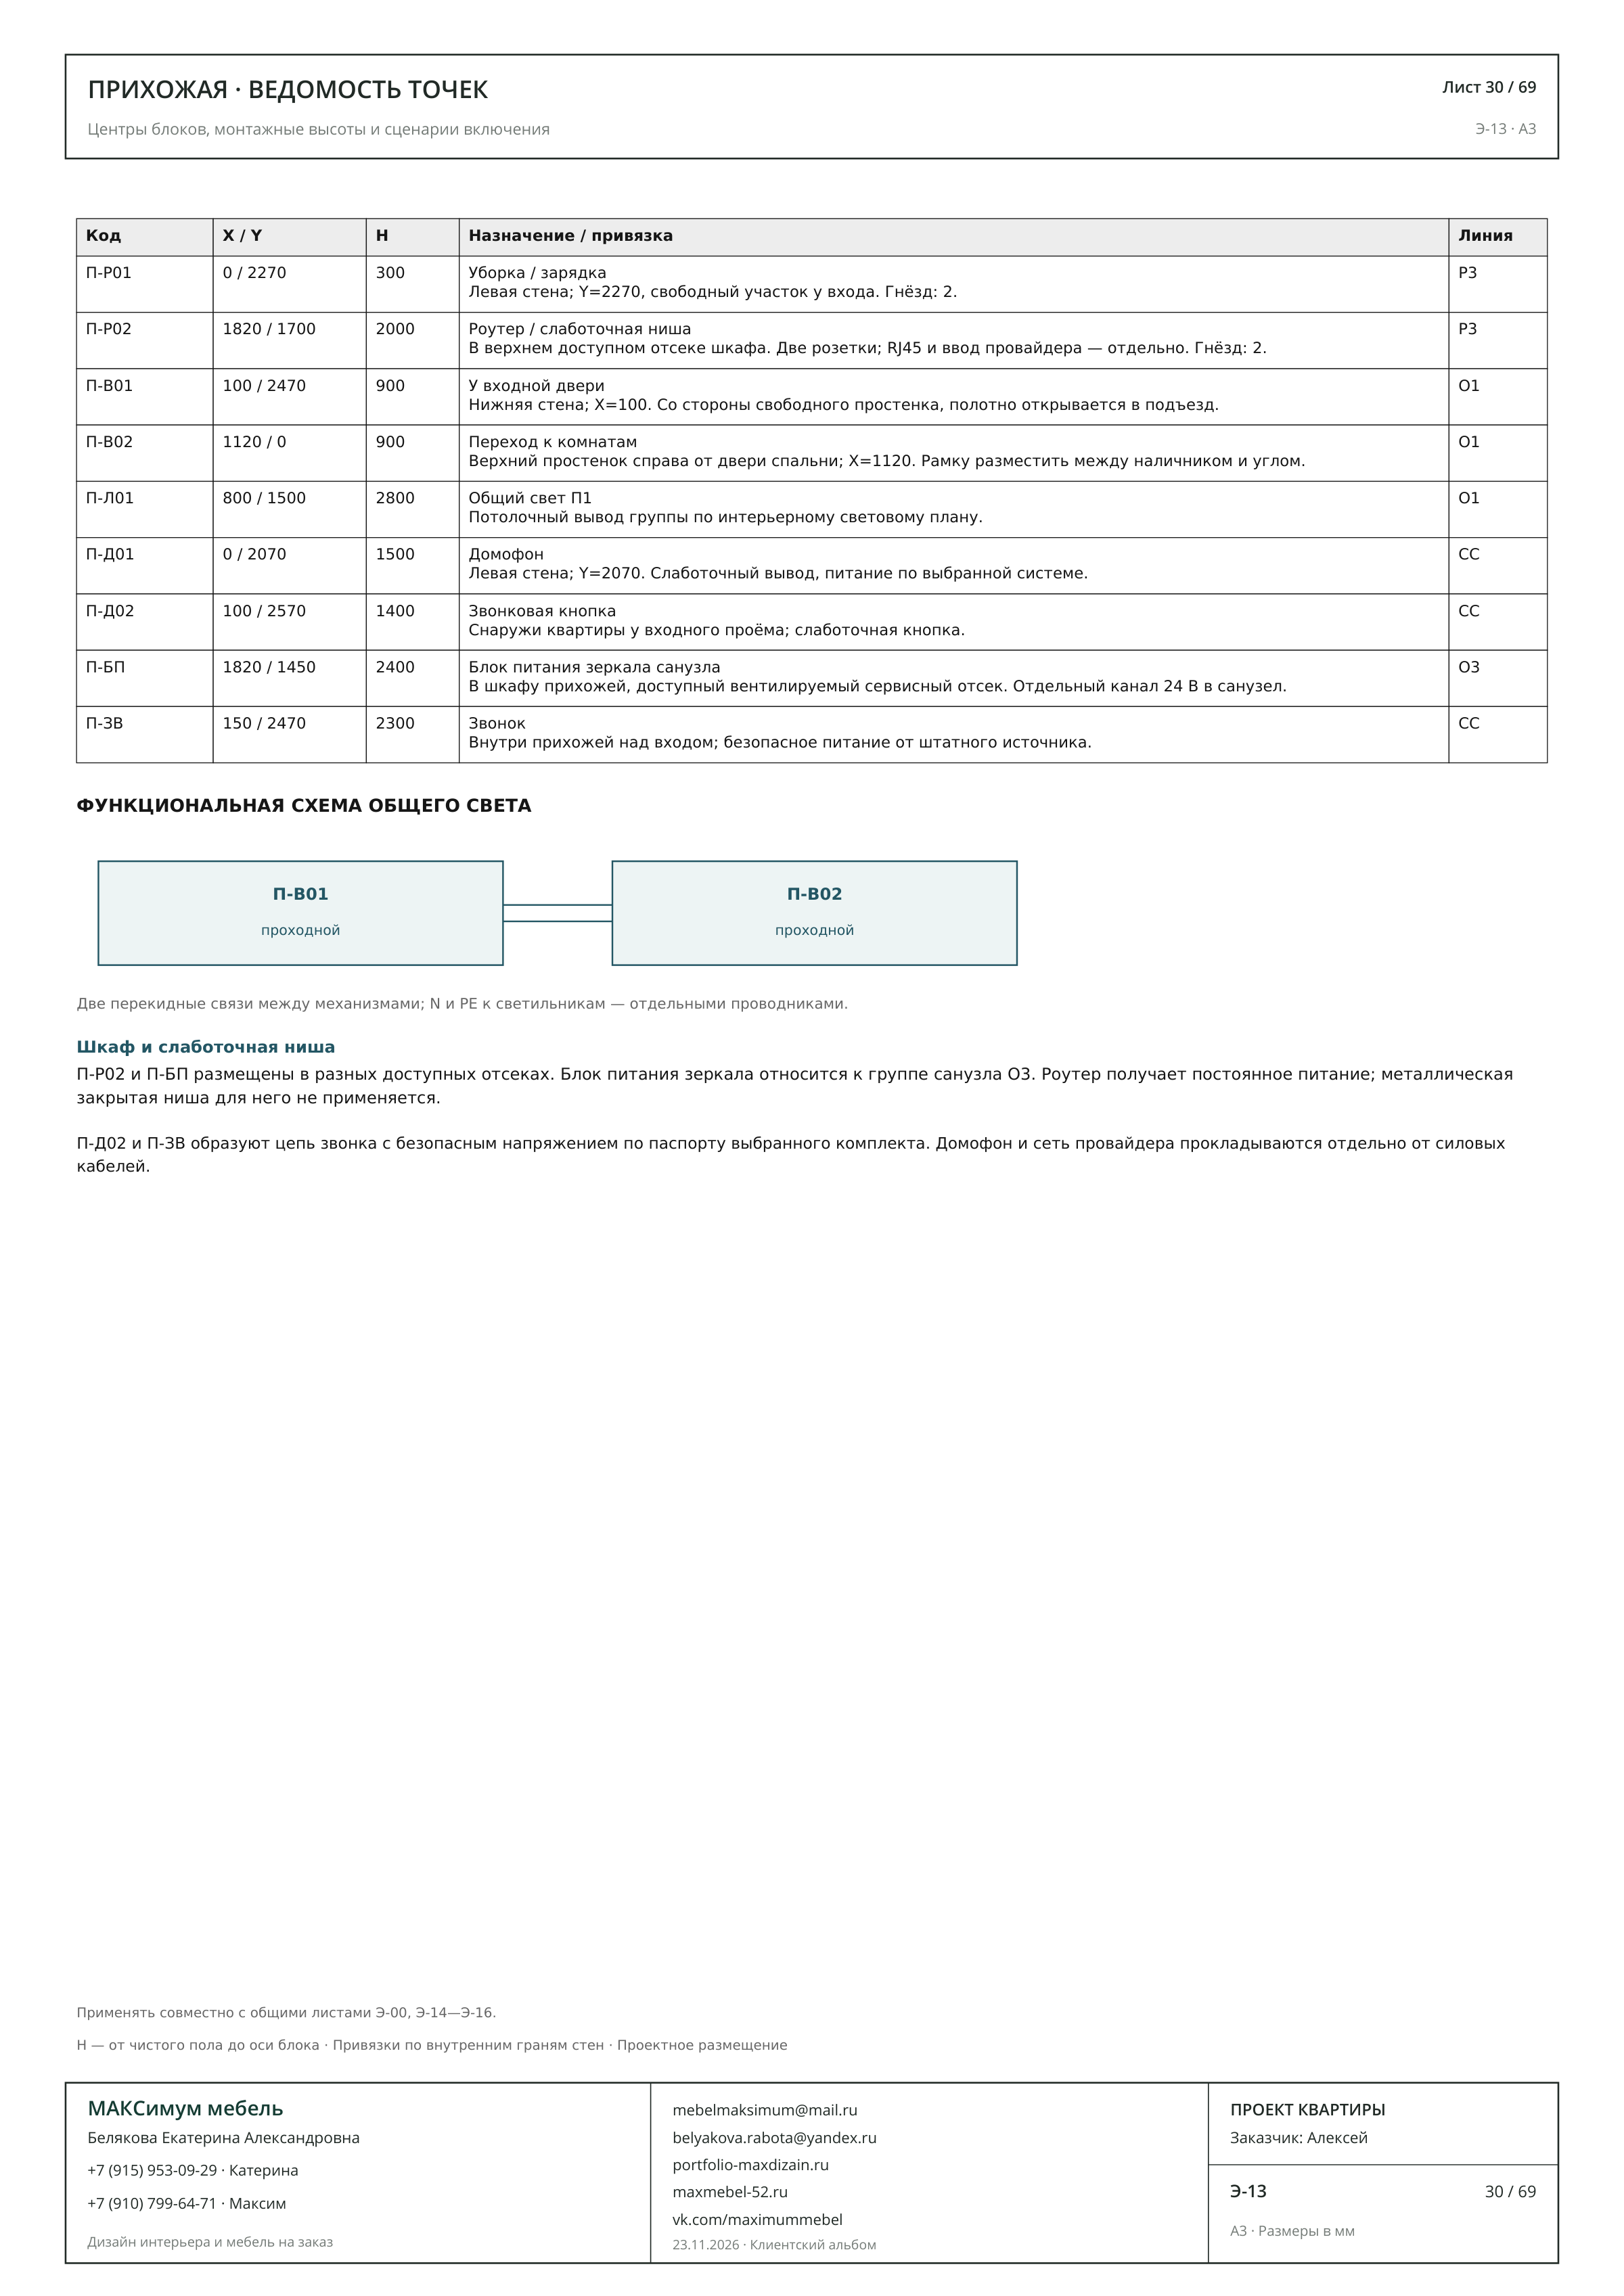 ПРИХОЖАЯ · ВЕДОМОСТЬ ТОЧЕК
Лист 30 / 69
Центры блоков, монтажные высоты и сценарии включения
Э-13 · А3
Код X / Y H Назначение / привязка Линия
П-Р01 0 / 2270 300 Уборка / зарядка Р3
Левая стена; Y=2270, свободный участок у входа. Гнёзд: 2.
П-Р02 1820 / 1700 2000 Роутер / слаботочная ниша Р3
В верхнем доступном отсеке шкафа. Две розетки; RJ45 и ввод провайдера — отдельно. Гнёзд: 2.
П-В01 100 / 2470 900 У входной двери О1
Нижняя стена; X=100. Со стороны свободного простенка, полотно открывается в подъезд.
П-В02 1120 / 0 900 Переход к комнатам О1
Верхний простенок справа от двери спальни; X=1120. Рамку разместить между наличником и углом.
П-Л01 800 / 1500 2800 Общий свет П1 О1
Потолочный вывод группы по интерьерному световому плану.
П-Д01 0 / 2070 1500 Домофон СС
Левая стена; Y=2070. Слаботочный вывод, питание по выбранной системе.
П-Д02 100 / 2570 1400 Звонковая кнопка СС
Снаружи квартиры у входного проёма; слаботочная кнопка.
П-БП 1820 / 1450 2400 Блок питания зеркала санузла О3
В шкафу прихожей, доступный вентилируемый сервисный отсек. Отдельный канал 24 В в санузел.
П-ЗВ 150 / 2470 2300 Звонок СС
Внутри прихожей над входом; безопасное питание от штатного источника.
ФУНКЦИОНАЛЬНАЯ СХЕМА ОБЩЕГО СВЕТА
П-В01 П-В02
проходной проходной
Две перекидные связи между механизмами; N и PE к светильникам — отдельными проводниками.
Шкаф и слаботочная ниша
П-Р02 и П-БП размещены в разных доступных отсеках. Блок питания зеркала относится к группе санузла О3. Роутер получает постоянное питание; металлическая
закрытая ниша для него не применяется.
П-Д02 и П-ЗВ образуют цепь звонка с безопасным напряжением по паспорту выбранного комплекта. Домофон и сеть провайдера прокладываются отдельно от силовых
кабелей.
Применять совместно с общими листами Э-00, Э-14—Э-16.
H — от чистого пола до оси блока · Привязки по внутренним граням стен · Проектное размещение
МАКСимум мебель
Белякова Екатерина Александровна
+7 (915) 953-09-29 · Катерина
+7 (910) 799-64-71 · Максим
Дизайн интерьера и мебель на заказ
mebelmaksimum@mail.ru
belyakova.rabota@yandex.ru
portfolio-maxdizain.ru
maxmebel-52.ru
vk.com/maximummebel
23.11.2026 · Клиентский альбом
ПРОЕКТ КВАРТИРЫ
Заказчик: Алексей
Э-13 30 / 69
А3 · Размеры в мм